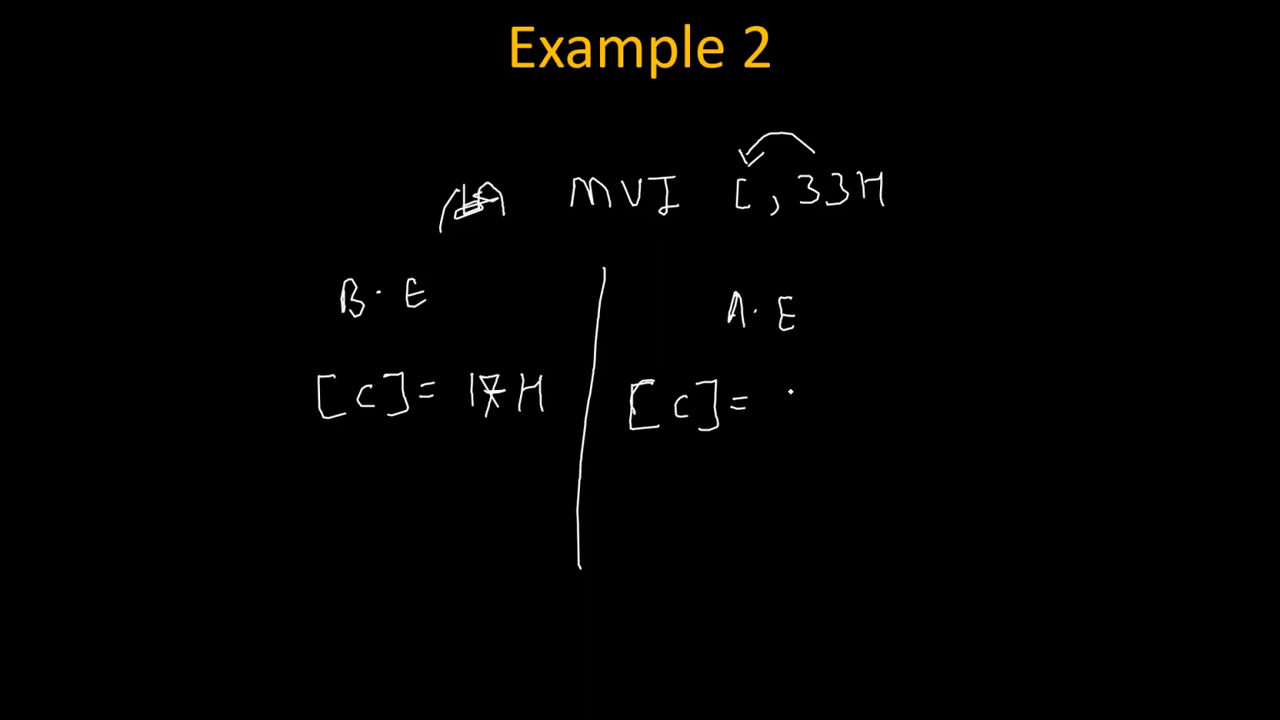 Example 2
MVI C, 33H
B. E
A. E
[C] = 17H
[C] =